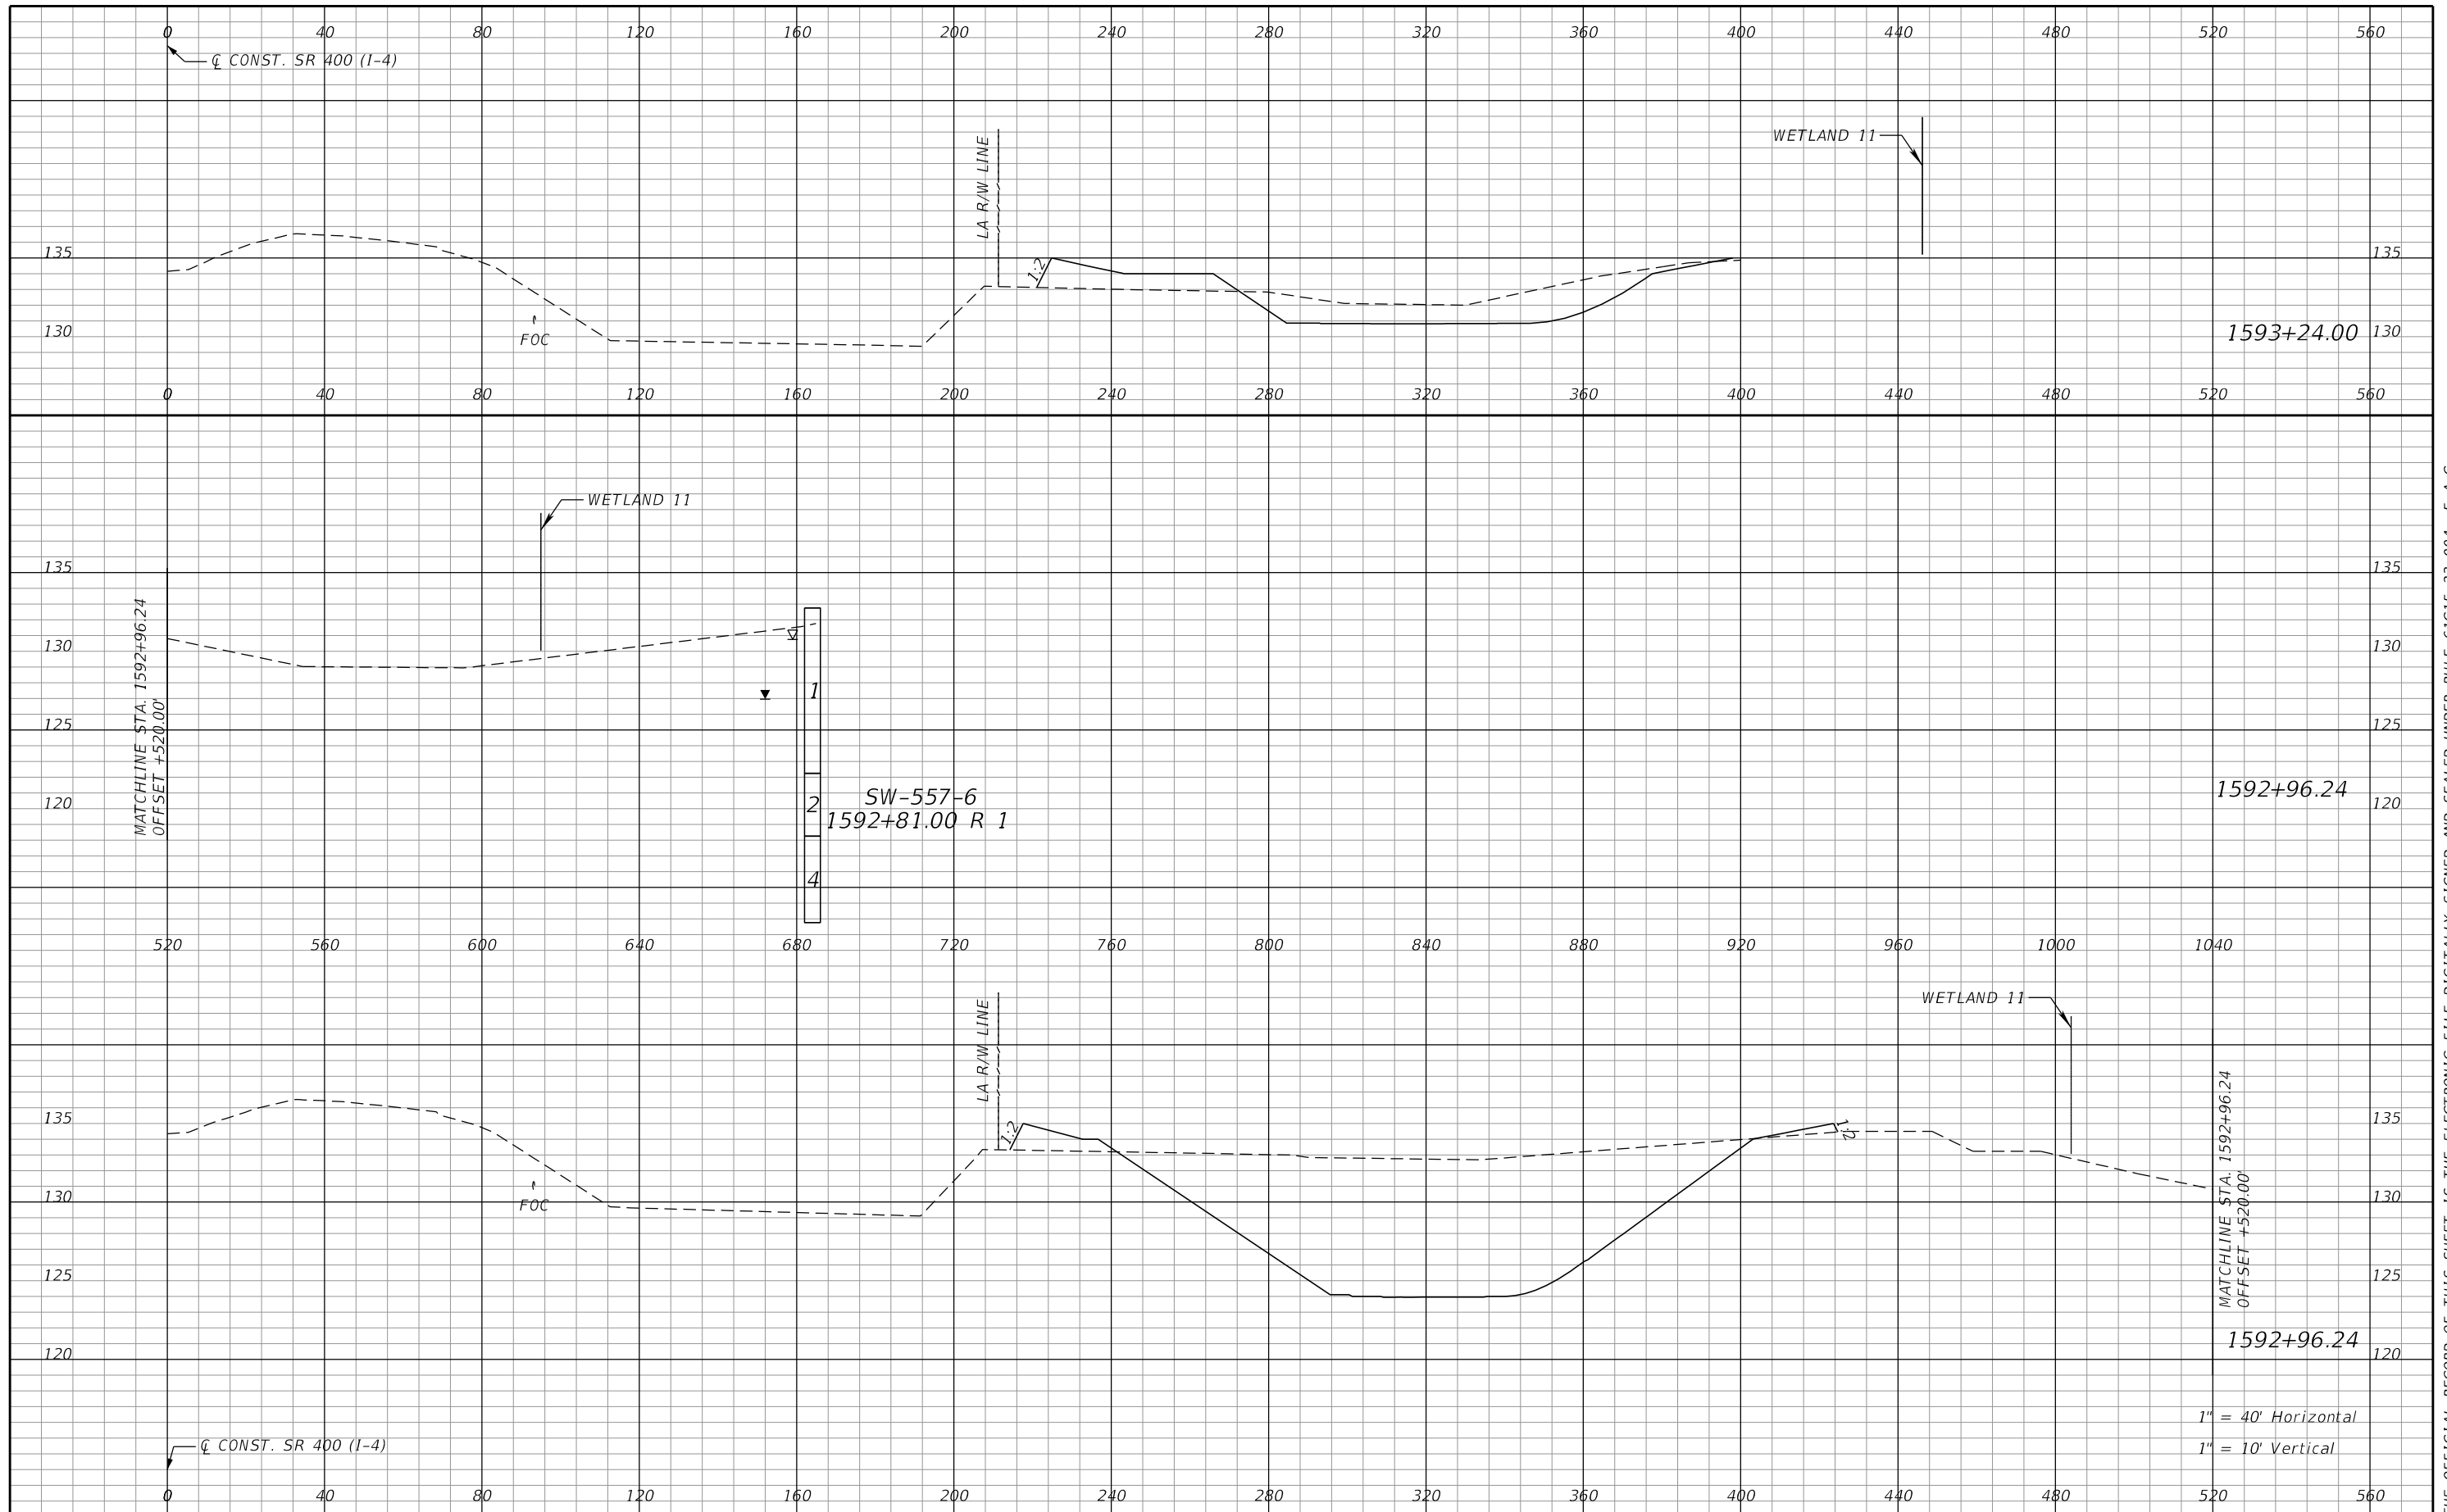 0 40 80 120 160 200 240 280 320 360 400 440 480 520 560
℄ CONST. SR 400 (I-4)
LA R/W LINE
WETLAND 11
135 135
1:2
130 130
FOC
1593+24.00
0 40 80 120 160 200 240 280 320 360 400 440 480 520 560
WETLAND 11
135 135
130 130
MATCHLINE STA. 1592+96.24
OFFSET +520.00'
1
125 125
2
SW-557-6
1592+81.00 R 1
1592+96.24
120 120
4
520 560 600 640 680 720 760 800 840 880 920 960 1000 1040
LA R/W LINE
WETLAND 11
135 135
1:2
1:2
130 130
FOC
MATCHLINE STA. 1592+96.24
OFFSET +520.00'
125 125
1592+96.24
120 120
1" = 40' Horizontal
1" = 10' Vertical
℄ CONST. SR 400 (I-4)
0 40 80 120 160 200 240 280 320 360 400 440 480 520 560